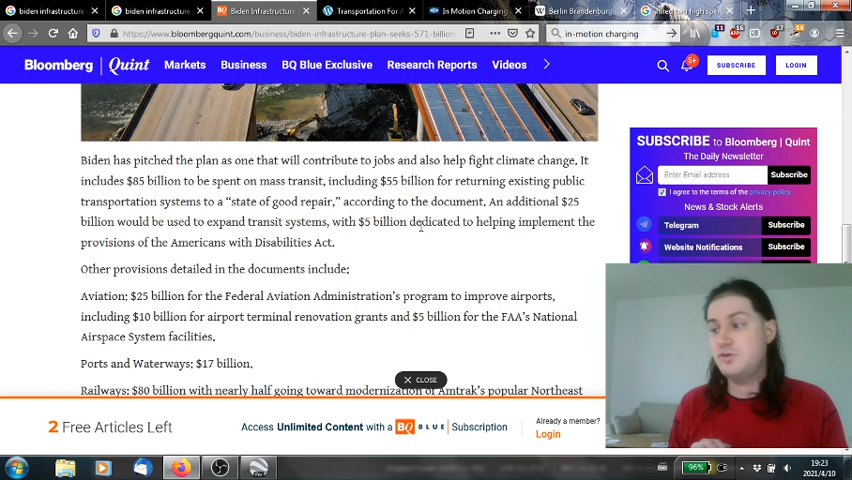 biden infrastructure
biden infrastructure
Biden Infrastructure
Transportation For A
In Motion Charging
Berlin Brandenburg
https://www.bloombergquint.com/business/biden-infrastructure-plan-seeks-571-billion
in-motion charging
Bloomberg | Quint
Markets
Business
BQ Blue Exclusive
Research Reports
Videos
5+
SUBSCRIBE
LOGIN
Biden has pitched the plan as one that will contribute to jobs and also help fight climate change. It
includes $85 billion to be spent on mass transit, including $55 billion for returning existing public
transportation systems to a “state of good repair,” according to the document. An additional $25
billion would be used to expand transit systems, with $5 billion dedicated to helping implement the
provisions of the Americans with Disabilities Act.
Other provisions detailed in the documents include:
Aviation: $25 billion for the Federal Aviation Administration’s program to improve airports,
including $10 billion for airport terminal renovation grants and $5 billion for the FAA’s National
Airspace System facilities.
Ports and Waterways: $17 billion.
Railways: $80 billion with nearly half going toward modernization of Amtrak’s popular Northeast
CLOSE
SUBSCRIBE to Bloomberg | Quint
The Daily Newsletter
Enter Email address
Subscribe
I agree to the terms of the privacy policy
News & Stock Alerts
Telegram
Subscribe
Website Notifications
Subscribe
2 Free Articles Left
Access Unlimited Content with a BQ BLUE Subscription
Already a member?
Login
96%
19:23
2021/4/10